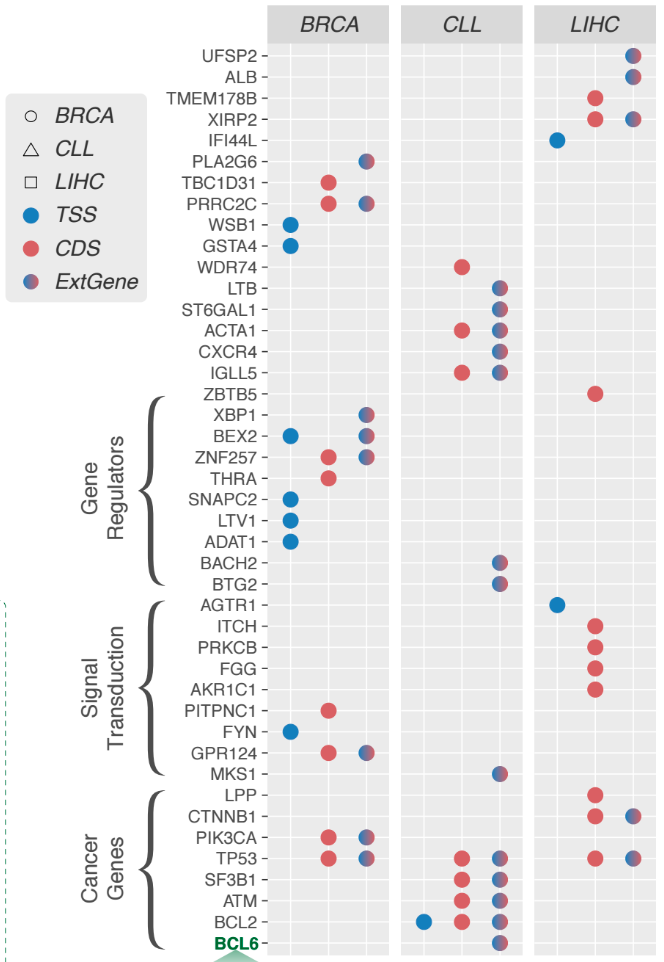 BRCA
CLL
LIHC
BRCA
CLL
LIHC
TSS
CDS
ExtGene
UFSP2
ALB
TMEM178B
XIRP2
IFI44L
PLA2G6
TBC1D31
PRRC2C
WSB1
GSTA4
WDR74
LTB
ST6GAL1
ACTA1
CXCR4
IGLL5
ZBTB5
XBP1
BEX2
ZNF257
THRA
SNAPC2
LTV1
ADAT1
BACH2
BTG2
AGTR1
ITCH
PRKCB
FGG
AKR1C1
PITPNC1
FYN
GPR124
MKS1
LPP
CTNNB1
PIK3CA
TP53
SF3B1
ATM
BCL2
BCL6
Gene
Regulators
Signal
Transduction
Cancer
Genes